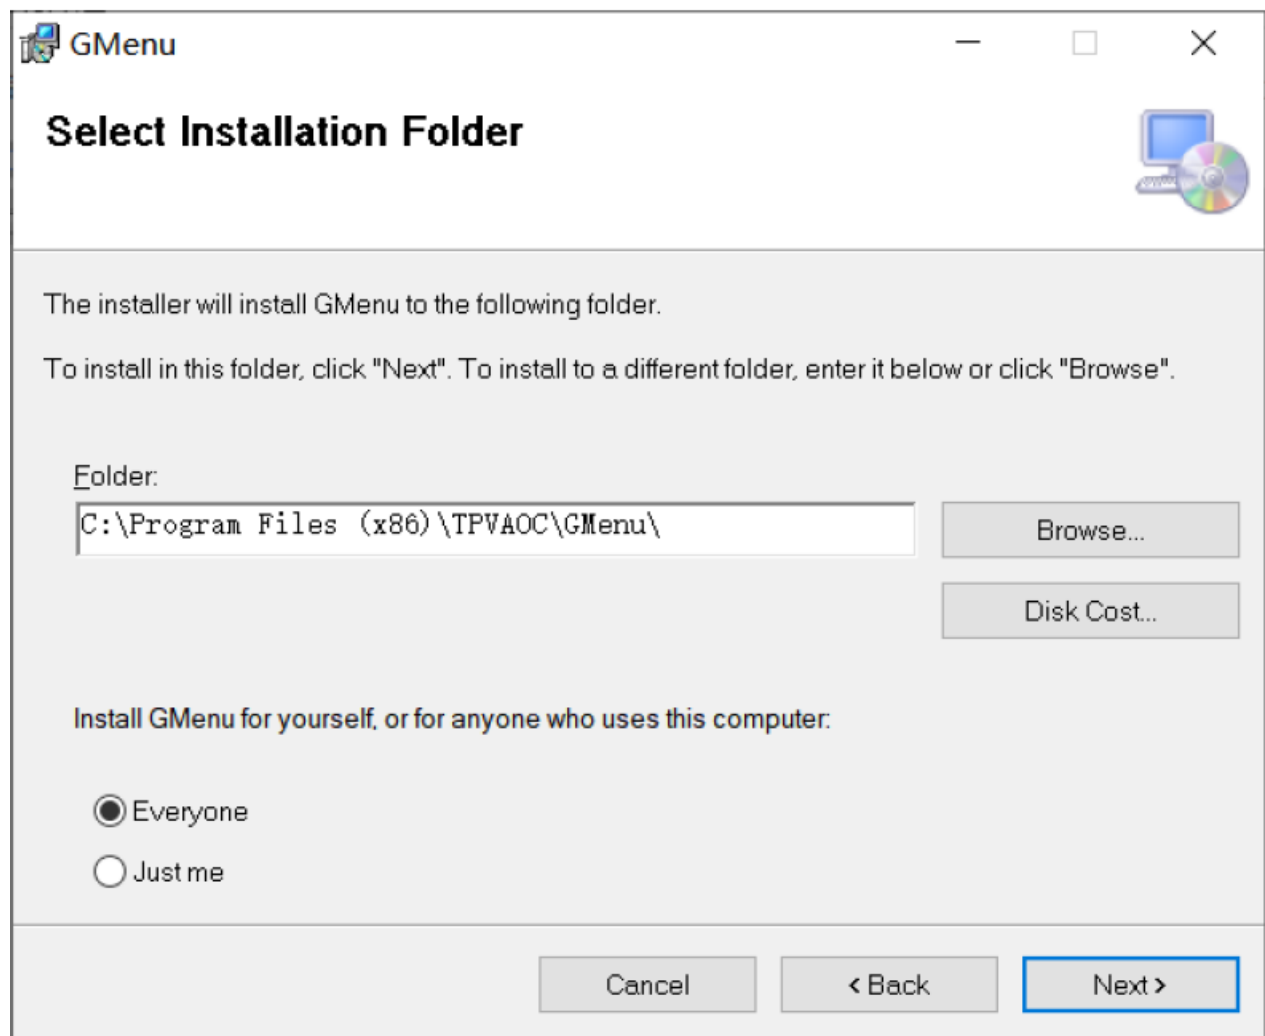 GMenu
Select Installation Folder
The installer will install GMenu to the following folder.
To install in this folder, click "Next". To install to a different folder, enter it below or click "Browse".
Folder:
C:\Program Files (x86)\TPVAOC\GMenu\
Browse...
Disk Cost...
Install GMenu for yourself, or for anyone who uses this computer:
Everyone
Just me
Cancel
< Back
Next >